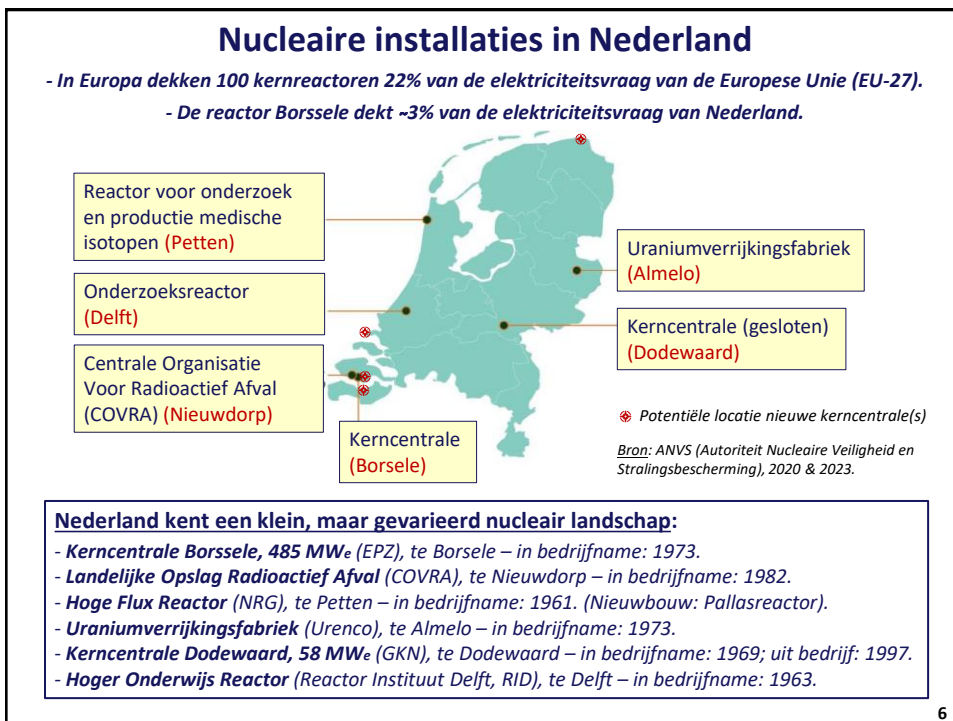 Nucleaire installaties in Nederland
- In Europa dekken 100 kernreactoren 22% van de elektriciteitsvraag van de Europese Unie (EU-27).
- De reactor Borssele dekt ~3% van de elektriciteitsvraag van Nederland.
Reactor voor onderzoek
en productie medische
isotopen (Petten)
Onderzoeksreactor
(Delft)
Centrale Organisatie
Voor Radioactief Afval
(COVRA) (Nieuwdorp)
Kerncentrale
(Borsele)
Uraniumverrijkingsfabriek
(Almelo)
Kerncentrale (gesloten)
(Dodewaard)
Potentiële locatie nieuwe kerncentrale(s)
Bron: ANVS (Autoriteit Nucleaire Veiligheid en
Stralingsbescherming), 2020 & 2023.
Nederland kent een klein, maar gevarieerd nucleair landschap:
- Kerncentrale Borssele, 485 MWe (EPZ), te Borsele – in bedrijfname: 1973.
- Landelijke Opslag Radioactief Afval (COVRA), te Nieuwdorp – in bedrijfname: 1982.
- Hoge Flux Reactor (NRG), te Petten – in bedrijfname: 1961. (Nieuwbouw: Pallasreactor).
- Uraniumverrijkingsfabriek (Urenco), te Almelo – in bedrijfname: 1973.
- Kerncentrale Dodewaard, 58 MWe (GKN), te Dodewaard – in bedrijfname: 1969; uit bedrijf: 1997.
- Hoger Onderwijs Reactor (Reactor Instituut Delft, RID), te Delft – in bedrijfname: 1963.
6